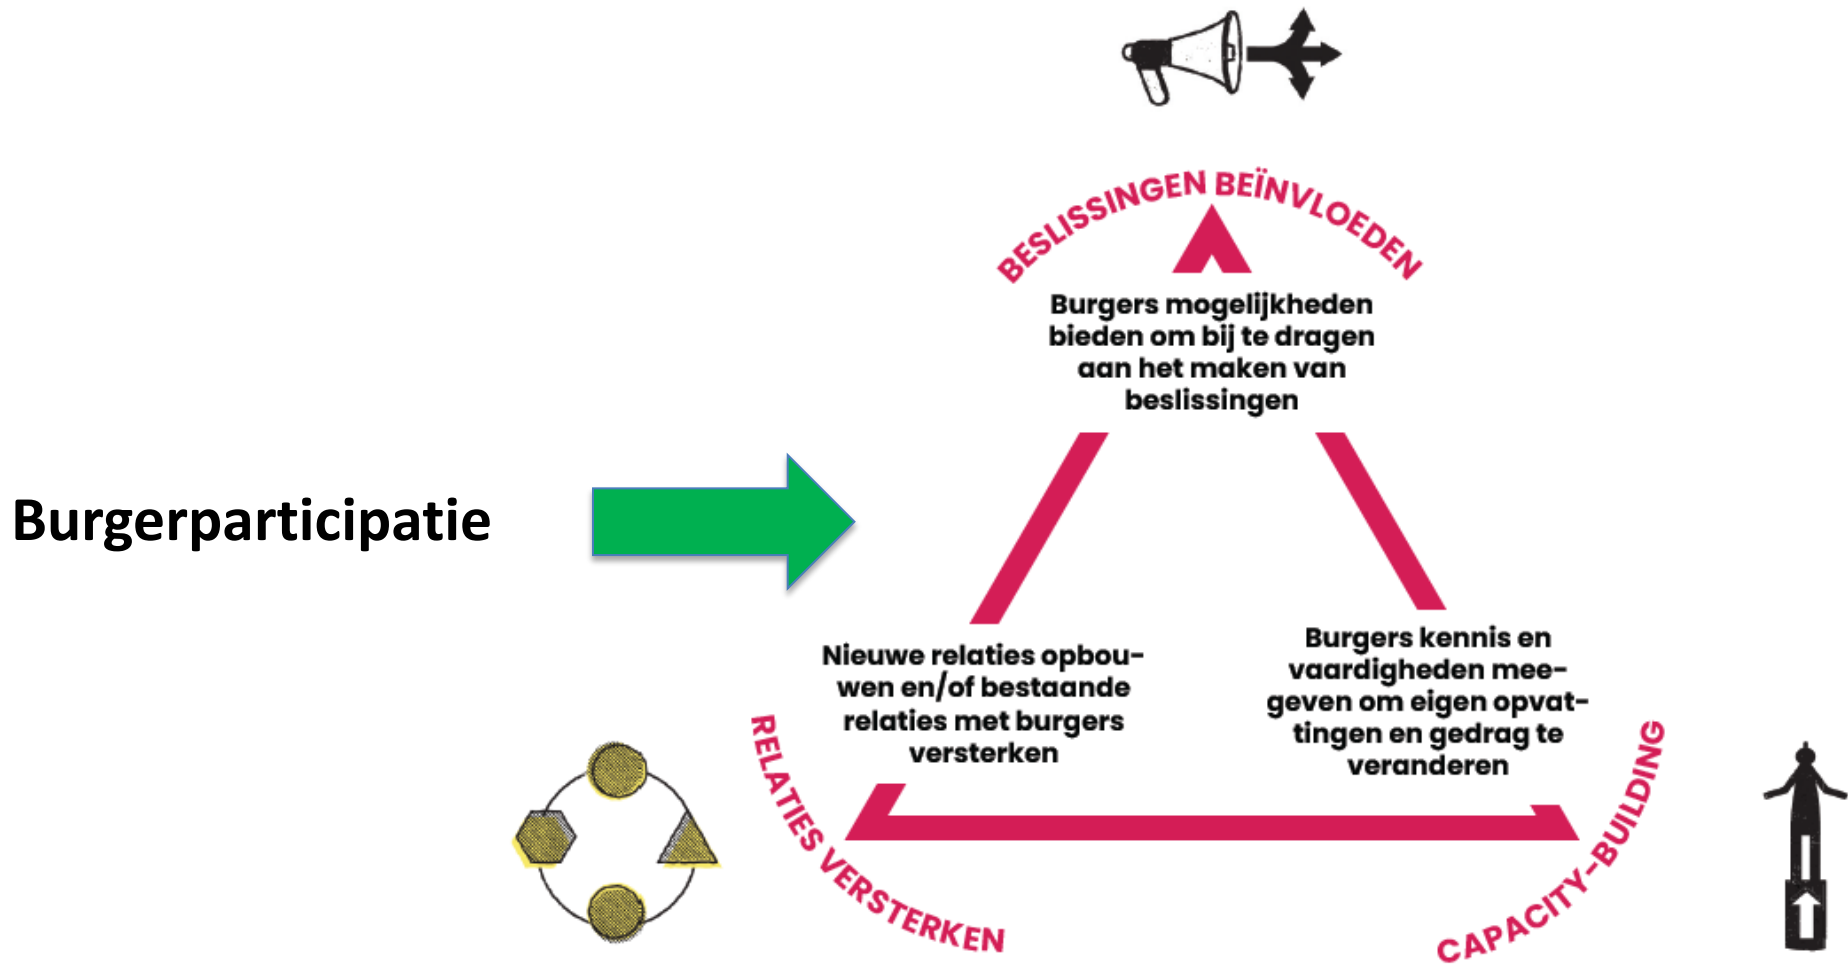 BESLISSINGEN BEÏNVLOEDEN
Burgers mogelijkheden
bieden om bij te dragen
aan het maken van
beslissingen
Burgerparticipatie
Nieuwe relaties opbou-
wen en/of bestaande
relaties met burgers
versterken
RELATIES VERSTERKEN
Burgers kennis en
vaardigheden mee-
geven om eigen opvat-
tingen en gedrag te
veranderen
CAPACITY-BUILDING